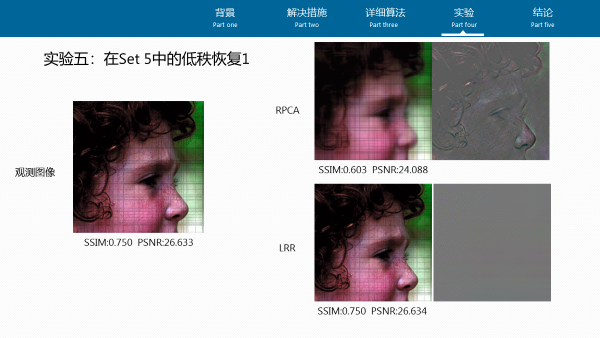 背景
Part one
解决措施
Part two
详细算法
Part three
实验
Part four
结论
Part five
实验五：在Set 5中的低秩恢复1
观测图像
SSIM:0.750 PSNR:26.633
RPCA
SSIM:0.603 PSNR:24.088
LRR
SSIM:0.750 PSNR:26.634